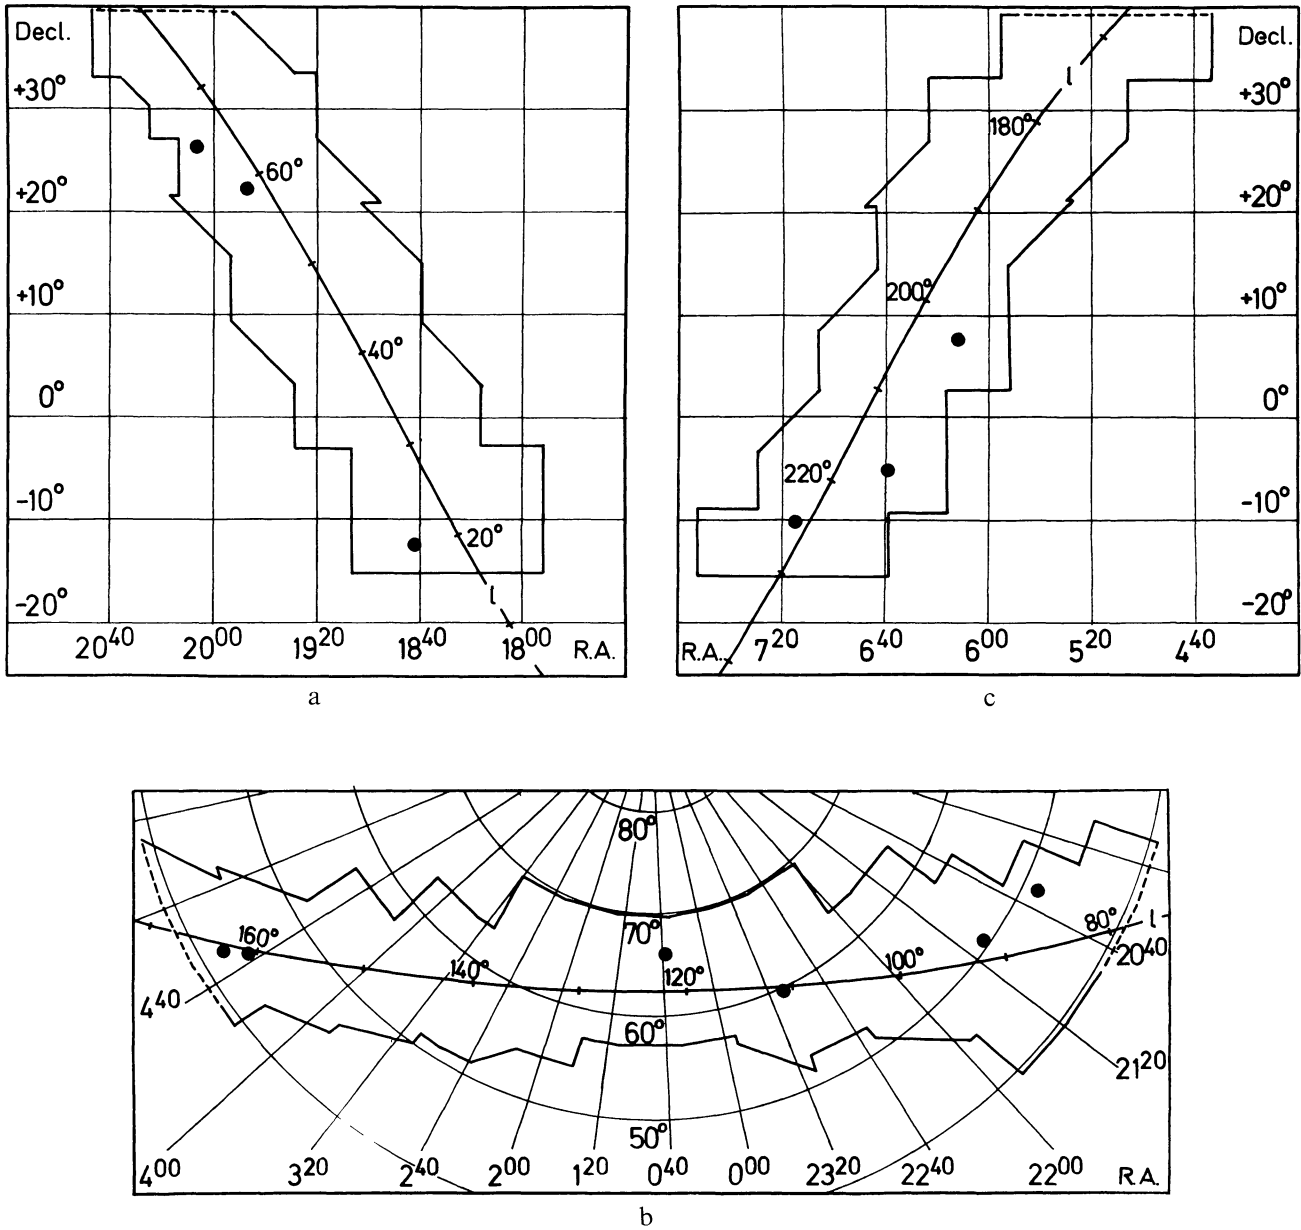 Decl.
+30°
+20°
+10°
0°
-10°
-20°
60°
40°
20°
l
20⁴⁰ 20⁰⁰ 19²⁰ 18⁴⁰ 18⁰⁰ R.A.
a
Decl.
+30°
+20°
+10°
0°
-10°
-20°
l
180°
200°
220°
R.A. 7²⁰ 6⁴⁰ 6⁰⁰ 5²⁰ 4⁴⁰
c
80°
70°
60°
50°
160° 140° 120° 100° 80° l
4⁴⁰
20⁴⁰
21²⁰
4⁰⁰ 3²⁰ 2⁴⁰ 2⁰⁰ 1²⁰ 0⁴⁰ 0⁰⁰ 23²⁰ 22⁴⁰ 22⁰⁰ R.A.
b